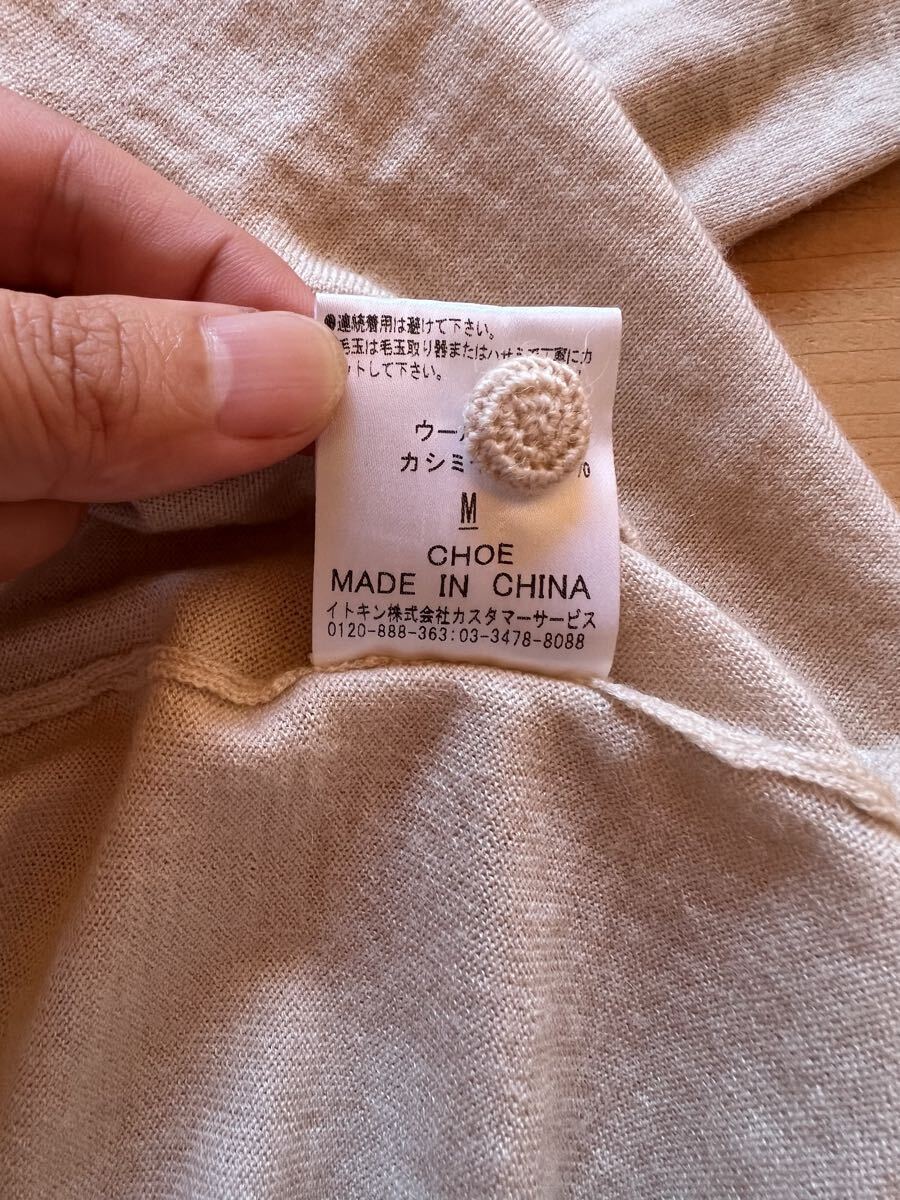 ●連続着用は避けて下さい。
毛玉は毛玉取り器またはハサミで丁寧にカ
ットして下さい。
ウー
カシミ
%
M
CHOE
MADE IN CHINA
イトキン株式会社カスタマーサービス
0120-888-363:03-3478-8088